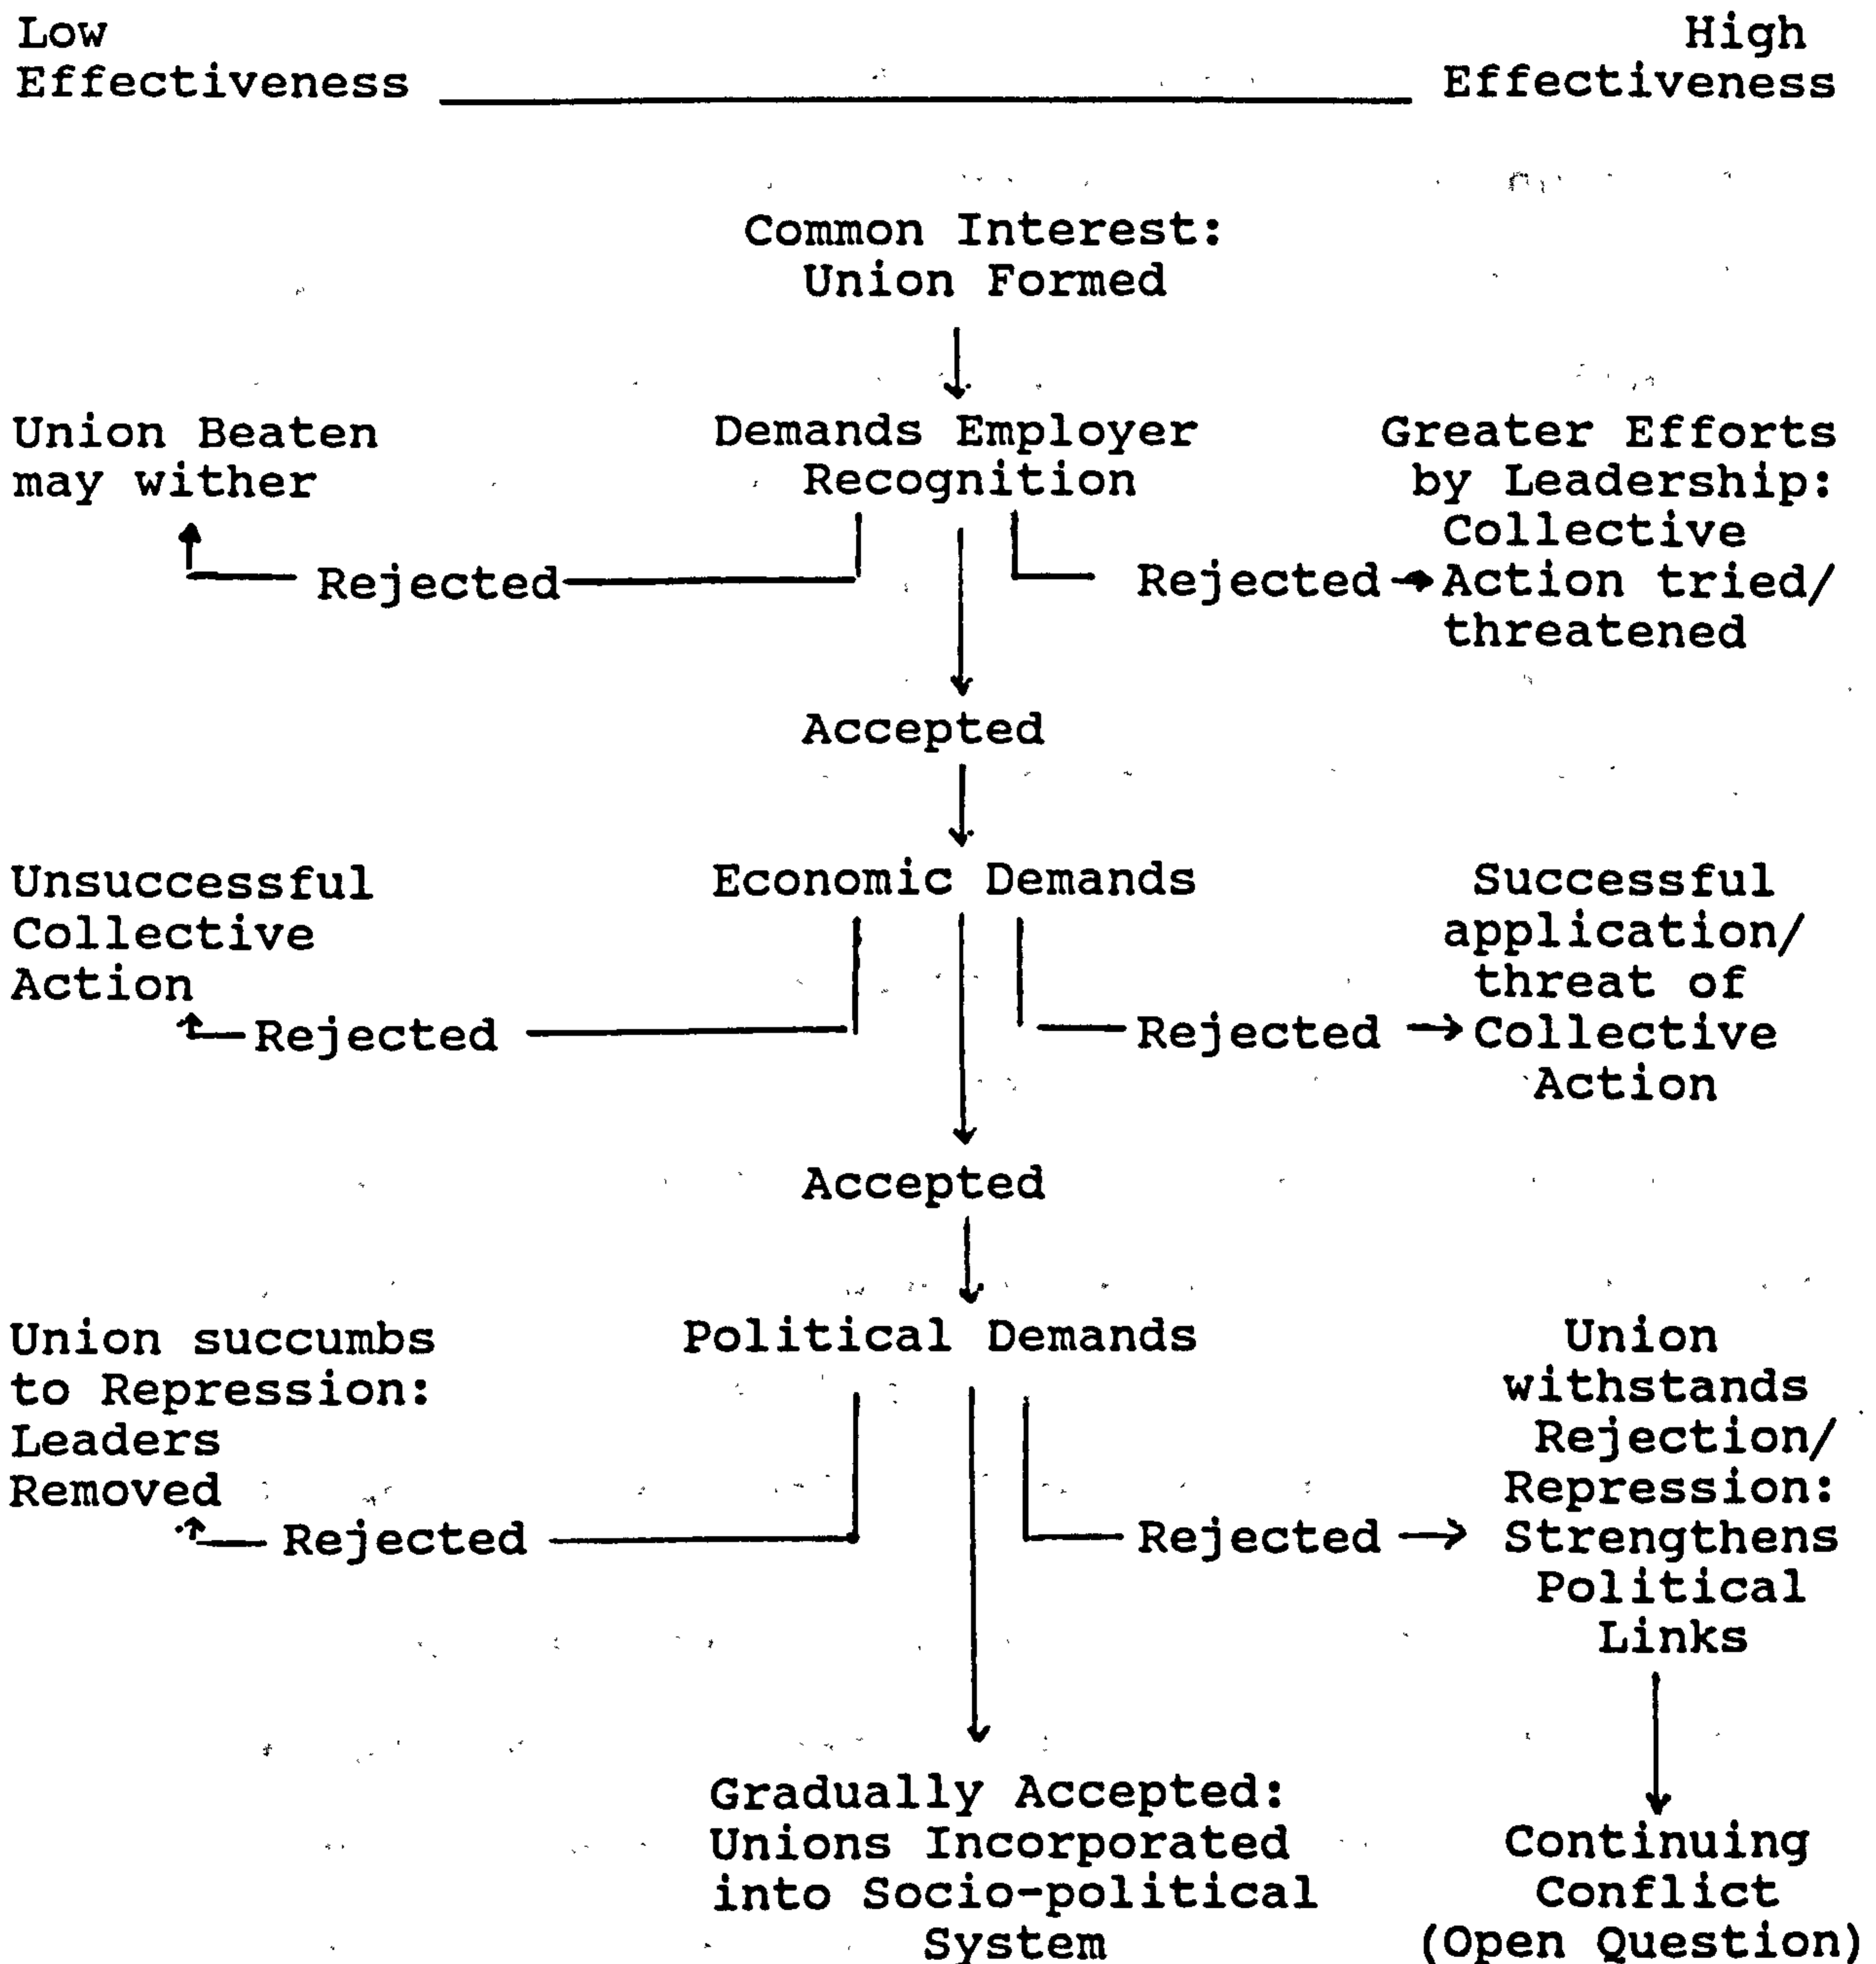 Low
Effectiveness
High
Effectiveness
Common Interest:
Union Formed
Union Beaten
may wither
Demands Employer
Recognition
Greater Efforts
by Leadership:
Collective
Action tried/
threatened
Rejected
Rejected
Accepted
Unsuccessful
Collective
Action
Economic Demands
Successful
application/
threat of
Collective
Action
Rejected
Rejected
Accepted
Union succumbs
to Repression:
Leaders
Removed
Political Demands
Union
withstands
Rejection/
Repression:
Strengthens
Political
Links
Rejected
Rejected
Gradually Accepted:
Unions Incorporated
into Socio-political
System
Continuing
Conflict
(Open Question)